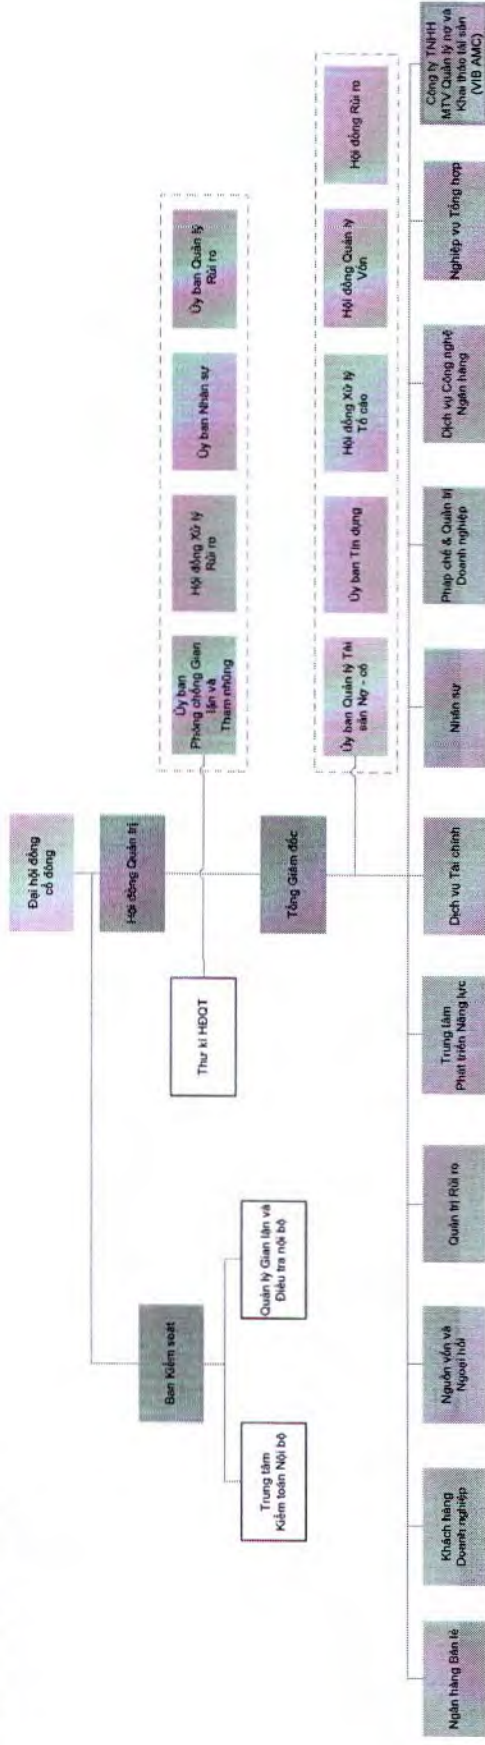 Đại hội đồng
cổ đông
Hội đồng Quản trị
Ban Kiểm soát
Thư kí HĐQT
Ủy ban
Phòng chống Gian
lận và
Tham nhũng
Hội đồng Xử lý
Rủi ro
Ủy ban Nhân sự
Ủy ban Quản lý
Rủi ro
Trung tâm
Kiểm toán Nội bộ
Quản lý Gian lận và
Điều tra nội bộ
Tổng Giám đốc
Ủy ban Quản lý Tài
sản Nợ - có
Ủy ban Tín dụng
Hội đồng Xử lý
Tố cáo
Hội đồng Quản lý
Vốn
Hội đồng Rủi ro
Ngân hàng Bán lẻ
Khách hàng
Doanh nghiệp
Nguồn vốn và
Ngoại hối
Quản trị Rủi ro
Trung tâm
Phát triển Năng lực
Dịch vụ Tài chính
Nhân sự
Pháp chế & Quản trị
Doanh nghiệp
Dịch vụ Công nghệ
Ngân hàng
Nghiệp vụ Tổng hợp
Công ty TNHH
MTV Quản lý nợ và
Khai thác tài sản
(VIB AMC)